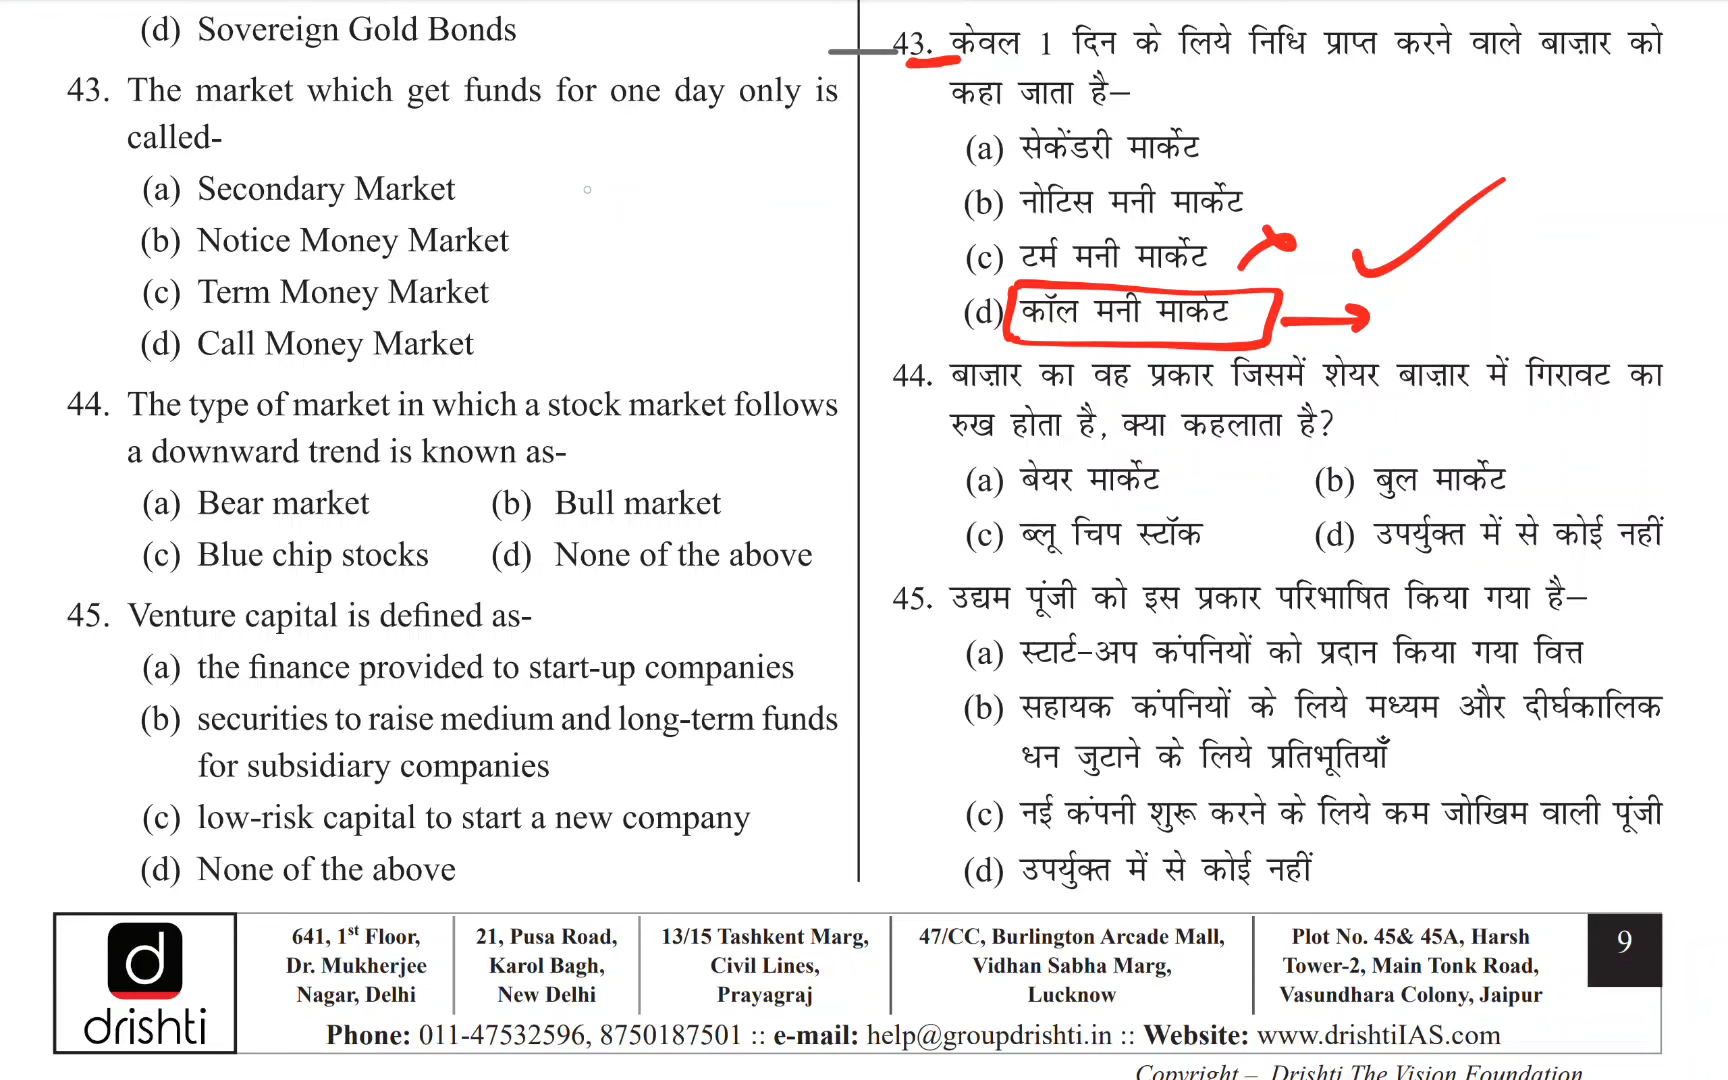 (d) Sovereign Gold Bonds
43. The market which get funds for one day only is
called-
(a) Secondary Market
(b) Notice Money Market
(c) Term Money Market
(d) Call Money Market
44. The type of market in which a stock market follows
a downward trend is known as-
(a) Bear market (b) Bull market
(c) Blue chip stocks (d) None of the above
45. Venture capital is defined as-
(a) the finance provided to start-up companies
(b) securities to raise medium and long-term funds
for subsidiary companies
(c) low-risk capital to start a new company
(d) None of the above
43. केवल 1 दिन के लिये निधि प्राप्त करने वाले बाज़ार को
कहा जाता है–
(a) सेकेंडरी मार्केट
(b) नोटिस मनी मार्केट
(c) टर्म मनी मार्केट
(d) कॉल मनी मार्केट
44. बाज़ार का वह प्रकार जिसमें शेयर बाज़ार में गिरावट का
रुख होता है, क्या कहलाता है?
(a) बेयर मार्केट (b) बुल मार्केट
(c) ब्लू चिप स्टॉक (d) उपर्युक्त में से कोई नहीं
45. उद्यम पूंजी को इस प्रकार परिभाषित किया गया है–
(a) स्टार्ट-अप कंपनियों को प्रदान किया गया वित्त
(b) सहायक कंपनियों के लिये मध्यम और दीर्घकालिक
धन जुटाने के लिये प्रतिभूतियाँ
(c) नई कंपनी शुरू करने के लिये कम जोखिम वाली पूंजी
(d) उपर्युक्त में से कोई नहीं
d
drishti
641, 1st Floor,
Dr. Mukherjee
Nagar, Delhi
21, Pusa Road,
Karol Bagh,
New Delhi
13/15 Tashkent Marg,
Civil Lines,
Prayagraj
47/CC, Burlington Arcade Mall,
Vidhan Sabha Marg,
Lucknow
Plot No. 45& 45A, Harsh
Tower-2, Main Tonk Road,
Vasundhara Colony, Jaipur
9
Phone: 011-47532596, 8750187501 :: e-mail: help@groupdrishti.in :: Website: www.drishtiIAS.com
Copyright – Drishti The Vision Foundation